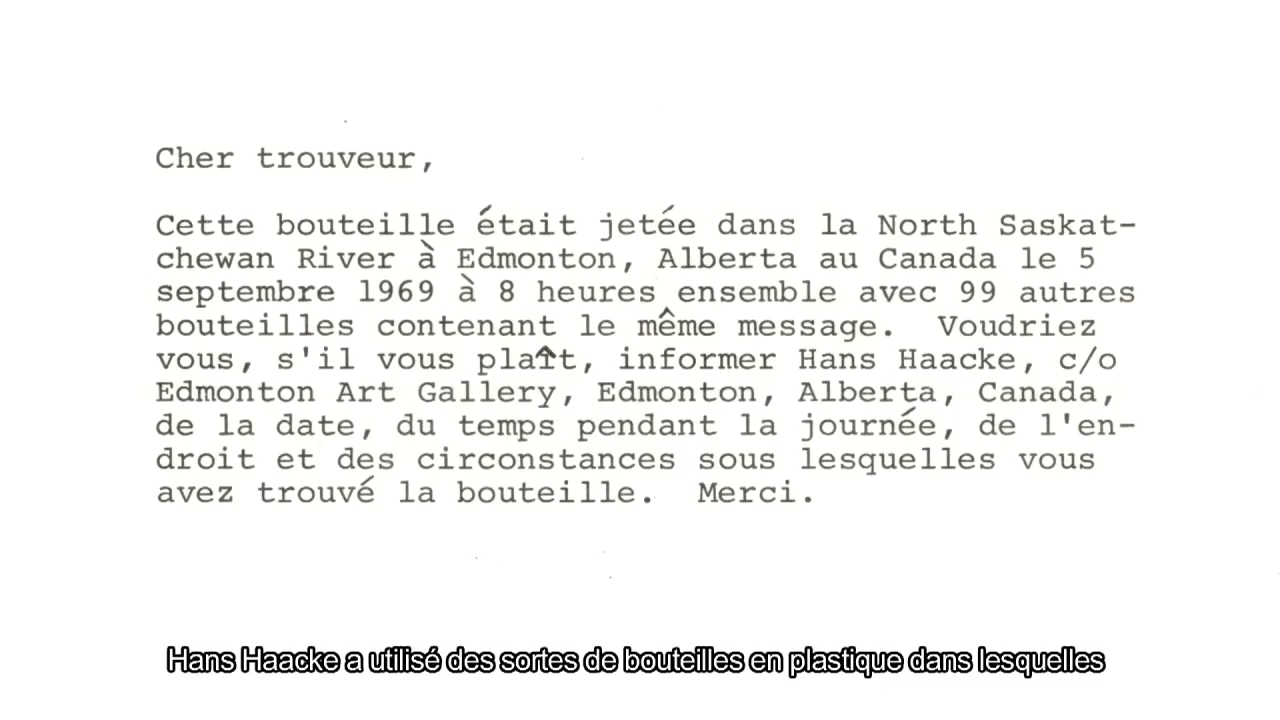 Cher trouveur,
Cette bouteille était jetée dans la North Saskat-
chewan River à Edmonton, Alberta au Canada le 5
septembre 1969 à 8 heures ensemble avec 99 autres
bouteilles contenant le même message.  Voudriez
vous, s'il vous plaît, informer Hans Haacke, c/o
Edmonton Art Gallery, Edmonton, Alberta, Canada,
de la date, du temps pendant la journée, de l'en-
droit et des circonstances sous lesquelles vous
avez trouvé la bouteille.  Merci.
Hans Haacke a utilisé des sortes de bouteilles en plastique dans lesquelles